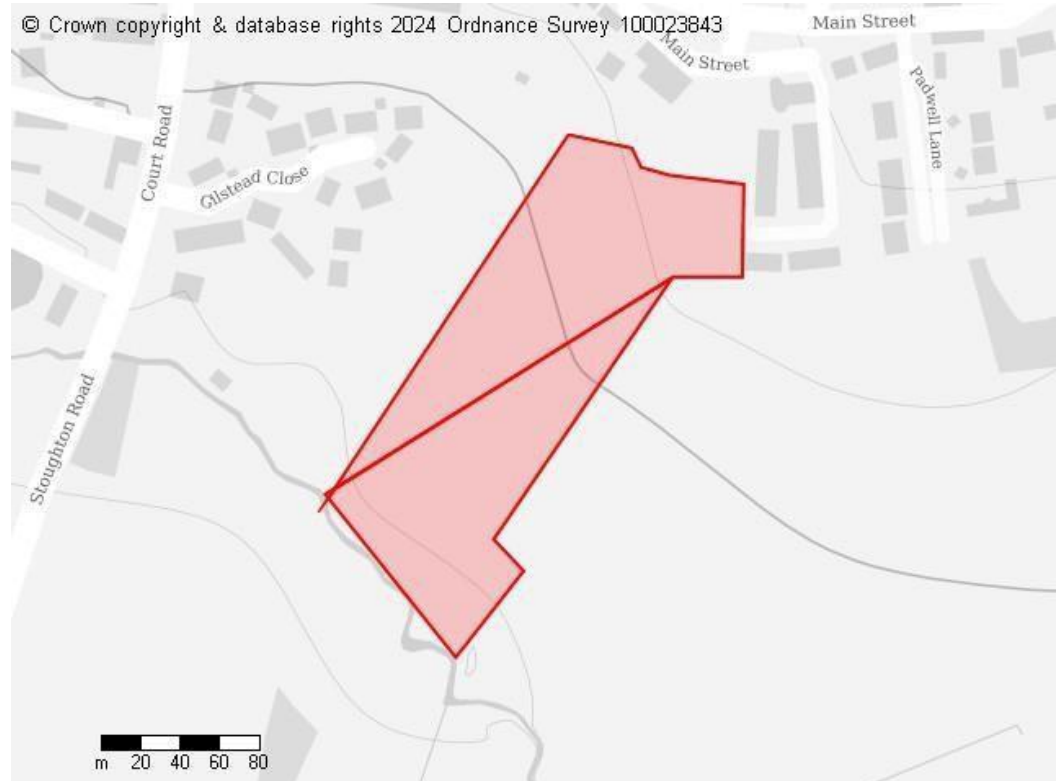 © Crown copyright & database rights 2024 Ordnance Survey 100023843
Main Street
Main Street
Padwell Lane
Court Road
Gilstead Close
Stoughton Road
m 20 40 60 80